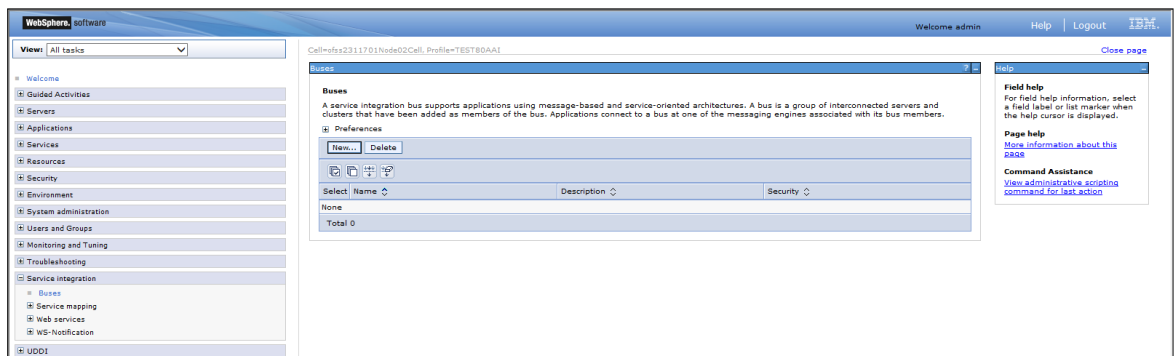 WebSphere. software
Welcome admin
Help | Logout
IBM.
View: All tasks
Cell=ofss2311701Node02Cell, Profile=TEST80AAI
Close page
Welcome
Guided Activities
Servers
Applications
Services
Resources
Security
Environment
System administration
Users and Groups
Monitoring and Tuning
Troubleshooting
Service integration
Buses
Service mapping
Web services
WS-Notification
UDDI
Buses
? -
Buses
A service integration bus supports applications using message-based and service-oriented architectures. A bus is a group of interconnected servers and
clusters that have been added as members of the bus. Applications connect to a bus at one of the messaging engines associated with its bus members.
Preferences
New... Delete
Select Name Description Security
None
Total 0
Help
Field help
For field help information, select
a field label or list marker when
the help cursor is displayed.
Page help
More information about this
page
Command Assistance
View administrative scripting
command for last action